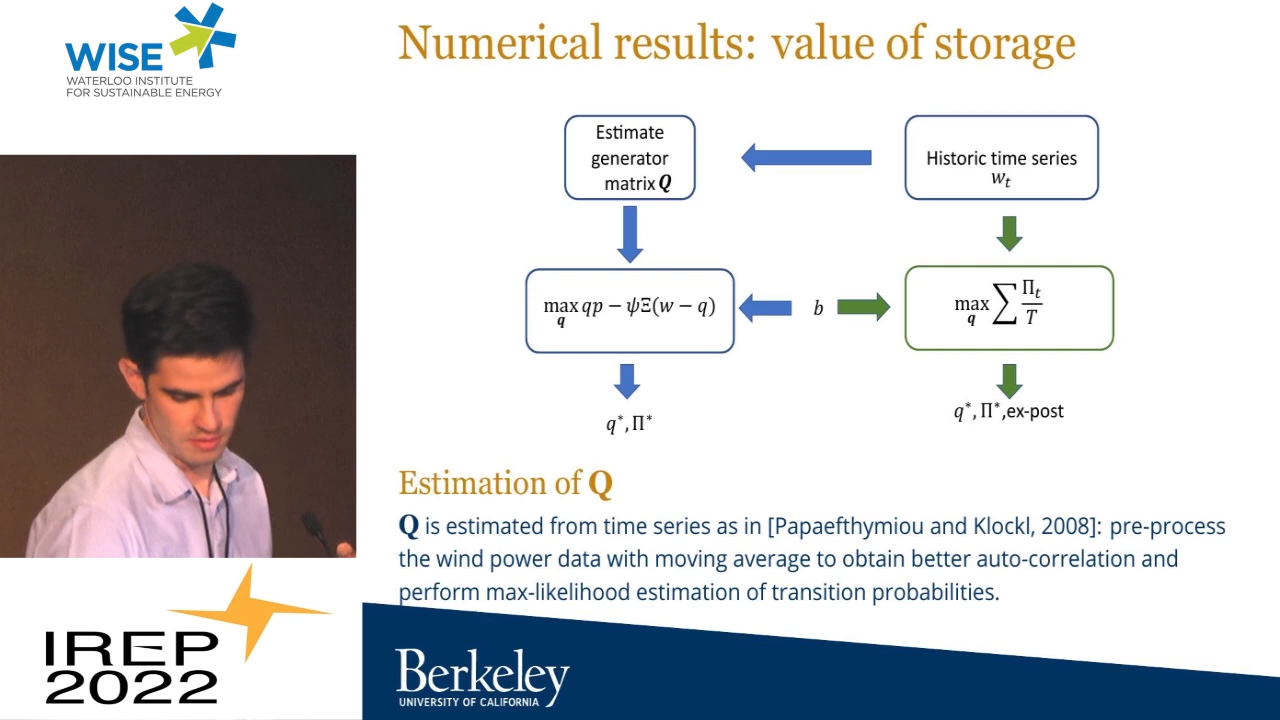 WISE
WATERLOO INSTITUTE
FOR SUSTAINABLE ENERGY
Numerical results: value of storage
Estimate
generator
matrix Q
Historic time series
w_t
max_q qp − ψΞ(w − q)
b
max_q ∑ Π_t / T
q*, Π*
q*, Π*,ex-post
Estimation of Q
Q is estimated from time series as in [Papaefthymiou and Klockl, 2008]: pre-process
the wind power data with moving average to obtain better auto-correlation and
perform max-likelihood estimation of transition probabilities.
IREP
2022
Berkeley
UNIVERSITY OF CALIFORNIA